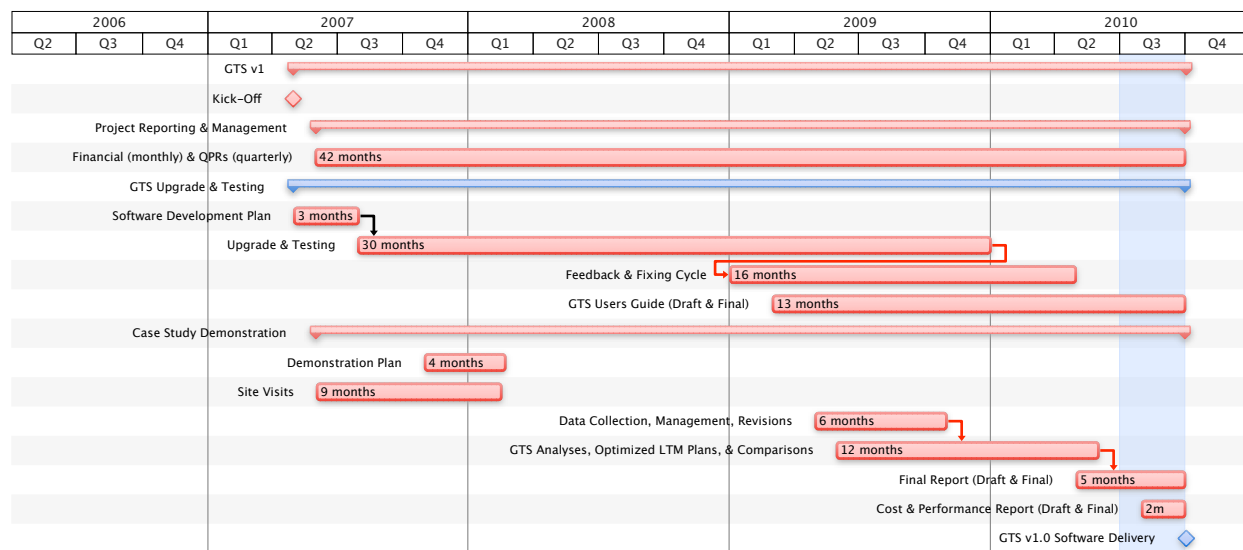 2006 2007 2008 2009 2010
Q2 Q3 Q4 Q1 Q2 Q3 Q4 Q1 Q2 Q3 Q4 Q1 Q2 Q3 Q4 Q1 Q2 Q3 Q4
GTS v1
Kick-Off
Project Reporting & Management
Financial (monthly) & QPRs (quarterly) 42 months
GTS Upgrade & Testing
Software Development Plan 3 months
Upgrade & Testing 30 months
Feedback & Fixing Cycle 16 months
GTS Users Guide (Draft & Final) 13 months
Case Study Demonstration
Demonstration Plan 4 months
Site Visits 9 months
Data Collection, Management, Revisions 6 months
GTS Analyses, Optimized LTM Plans, & Comparisons 12 months
Final Report (Draft & Final) 5 months
Cost & Performance Report (Draft & Final) 2m
GTS v1.0 Software Delivery